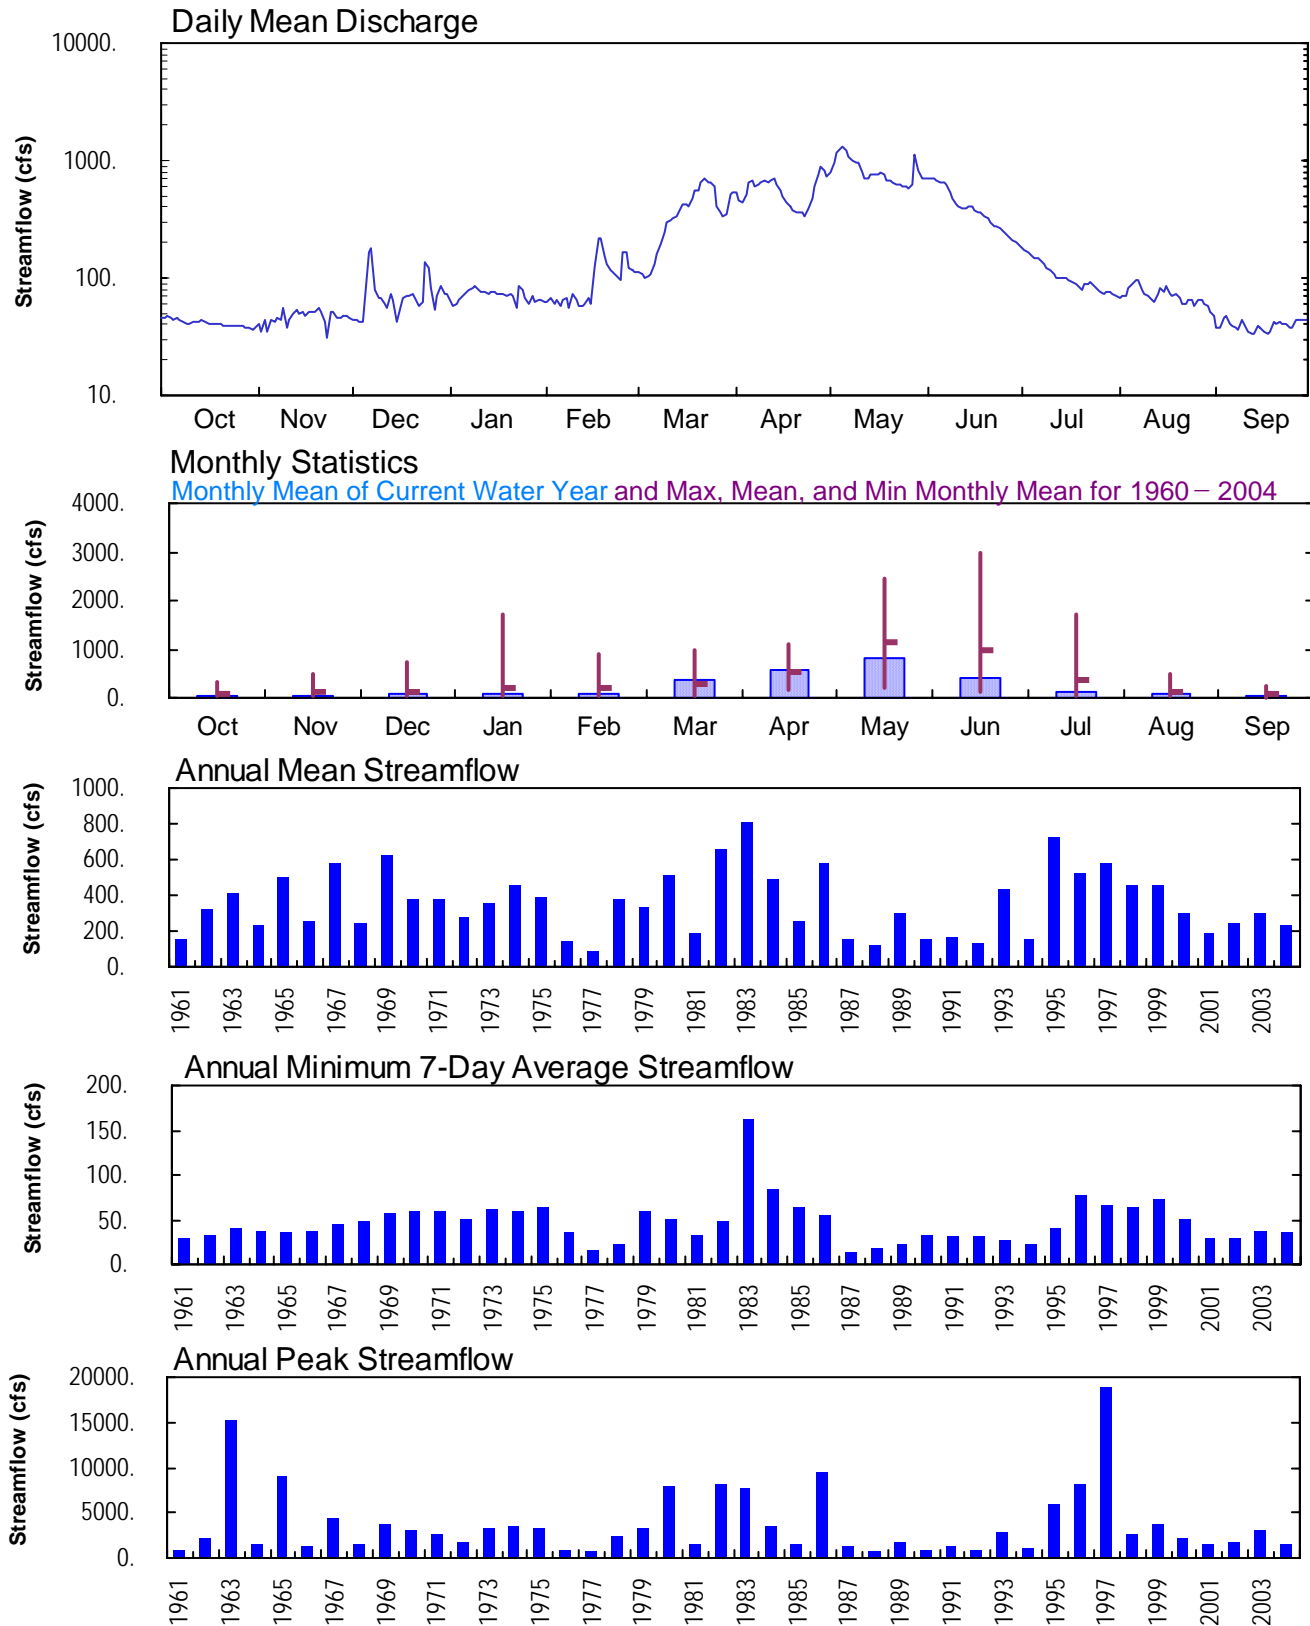 Daily Mean Discharge
Streamflow (cfs)
10000.
1000.
100.
10.
Oct Nov Dec Jan Feb Mar Apr May Jun Jul Aug Sep
Monthly Statistics
Monthly Mean of Current Water Year and Max, Mean, and Min Monthly Mean for 1960 – 2004
Streamflow (cfs)
4000.
3000.
2000.
1000.
0.
Oct Nov Dec Jan Feb Mar Apr May Jun Jul Aug Sep
Annual Mean Streamflow
Streamflow (cfs)
1000.
800.
600.
400.
200.
0.
1961 1963 1965 1967 1969 1971 1973 1975 1977 1979 1981 1983 1985 1987 1989 1991 1993 1995 1997 1999 2001 2003
Annual Minimum 7-Day Average Streamflow
Streamflow (cfs)
200.
150.
100.
50.
0.
1961 1963 1965 1967 1969 1971 1973 1975 1977 1979 1981 1983 1985 1987 1989 1991 1993 1995 1997 1999 2001 2003
Annual Peak Streamflow
Streamflow (cfs)
20000.
15000.
10000.
5000.
0.
1961 1963 1965 1967 1969 1971 1973 1975 1977 1979 1981 1983 1985 1987 1989 1991 1993 1995 1997 1999 2001 2003